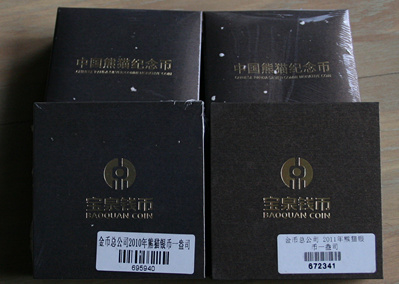 中国熊猫纪念币
中国熊猫纪念币
宝泉钱币
BAOQUAN COIN
金币总公司2010年熊猫银币一盎司
695940
宝泉钱币
BAOQUAN COIN
金币总公司 2011年熊猫银
币一盎司
672341